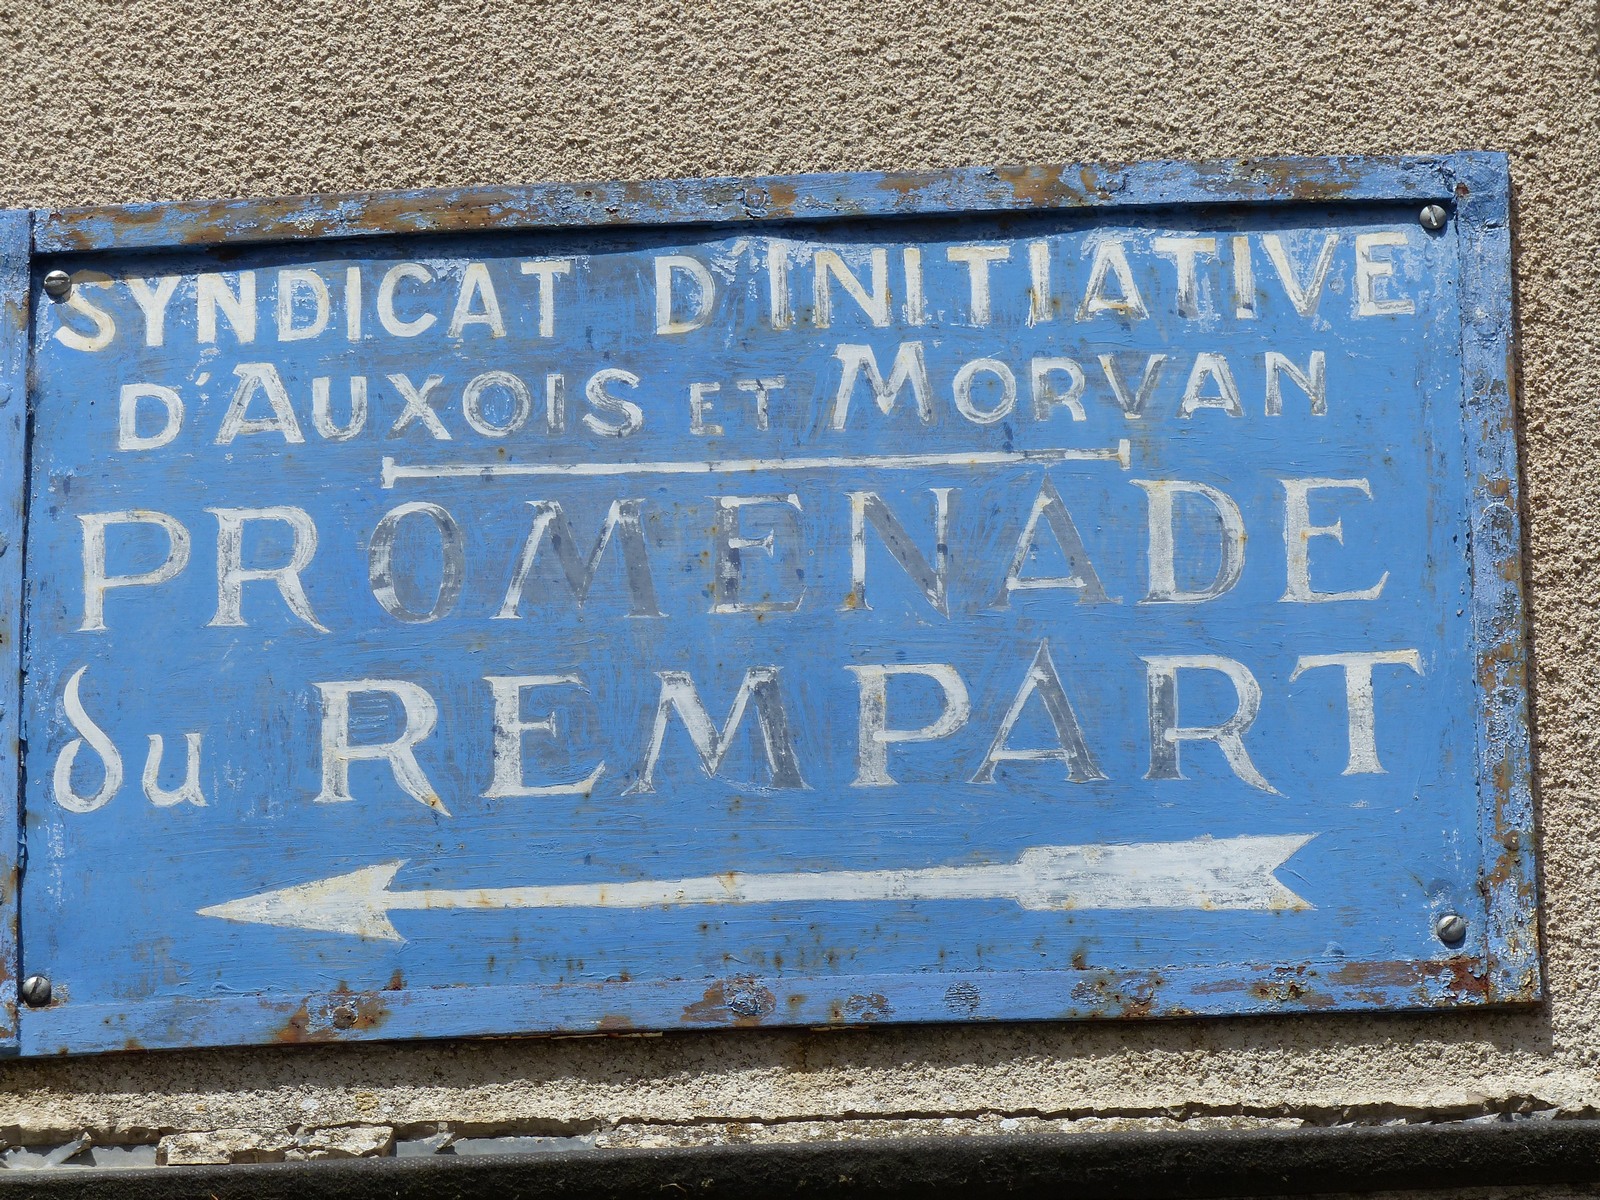 SYNDICAT D'INITIATIVE
D'AUXOIS ET MORVAN
PROMENADE
du REMPART